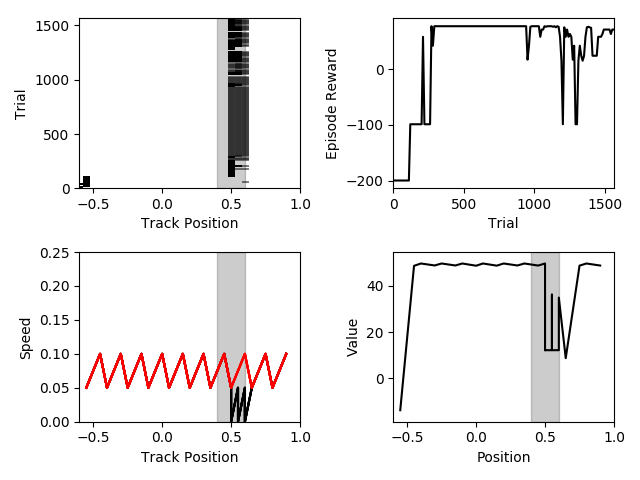 1500
1000
500
0
Trial
−0.5 0.0 0.5 1.0
Track Position
0
−100
−200
Episode Reward
0 500 1000 1500
Trial
0.25
0.20
0.15
0.10
0.05
0.00
Speed
−0.5 0.0 0.5 1.0
Track Position
40
20
0
Value
−0.5 0.0 0.5 1.0
Position